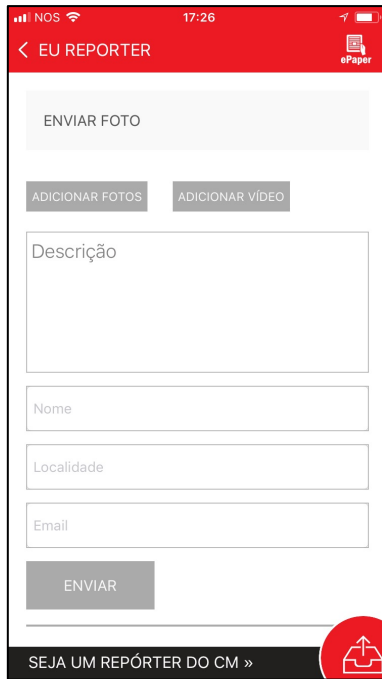 NOS 17:26
EU REPORTER
ePaper
ENVIAR FOTO
ADICIONAR FOTOS ADICIONAR VÍDEO
Descrição
Nome
Localidade
Email
ENVIAR
SEJA UM REPÓRTER DO CM »